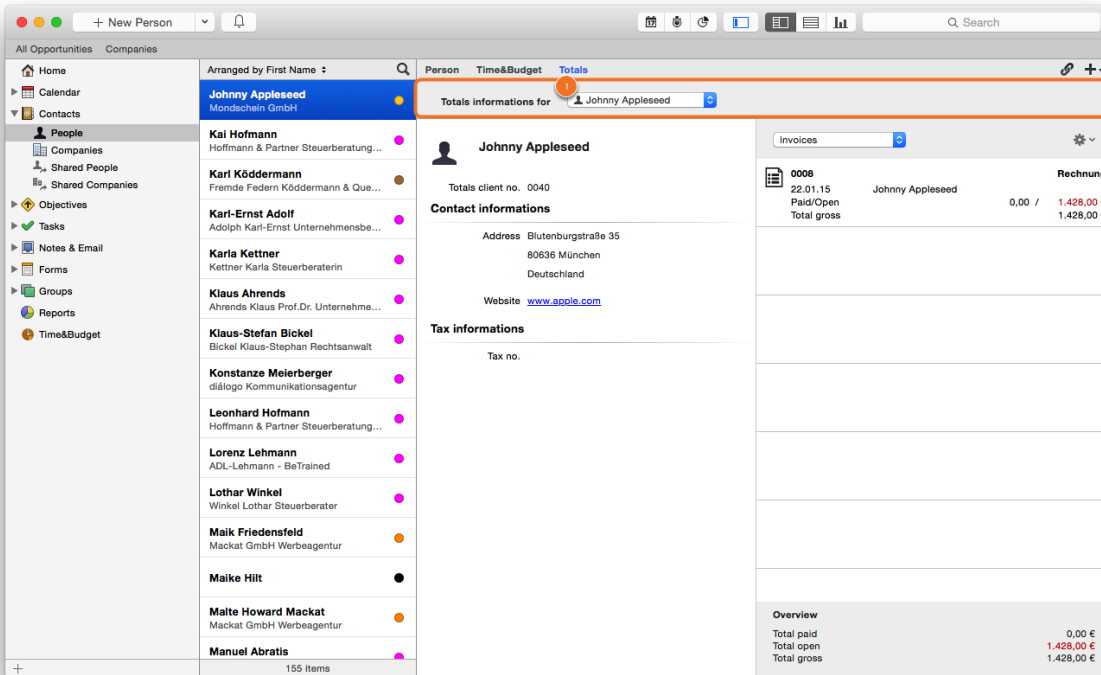 + New Person
17
Search
All Opportunities Companies
Home
Calendar
Contacts
People
Companies
Shared People
Shared Companies
Objectives
Tasks
Notes & Email
Forms
Groups
Reports
Time&Budget
+
Arranged by First Name
Johnny Appleseed
Mondschein GmbH
Kai Hofmann
Hoffmann & Partner Steuerberatung...
Karl Ködderman
Fremde Federn Köddermann & Que...
Karl-Ernst Adolf
Adolph Karl-Ernst Unternehmensbe...
Karla Kettner
Kettner Karla Steuerberaterin
Klaus Ahrends
Ahrends Klaus Prof.Dr. Unternehme...
Klaus-Stefan Bickel
Bickel Klaus-Stephan Rechtsanwalt
Konstanze Meierberger
diálogo Kommunikationsagentur
Leonhard Hofmann
Hoffmann & Partner Steuerberatung...
Lorenz Lehmann
ADL-Lehmann - BeTrained
Lothar Winkel
Winkel Lothar Steuerberater
Maik Friedensfeld
Mackat GmbH Werbeagentur
Maike Hilt
Malte Howard Mackat
Mackat GmbH Werbeagentur
Manuel Abratis
155 items
Person Time&Budget Totals
1
Totals informations for Johnny Appleseed
Johnny Appleseed
Totals client no. 0040
Contact informations
Address Blutenburgstraße 35
80636 München
Deutschland
Website www.apple.com
Tax informations
Tax no.
Invoices
0008 Rechnung
22.01.15 Johnny Appleseed
Paid/Open 0,00 / 1.428,00
Total gross 1.428,00
Overview
Total paid 0,00 €
Total open 1.428,00 €
Total gross 1.428,00 €